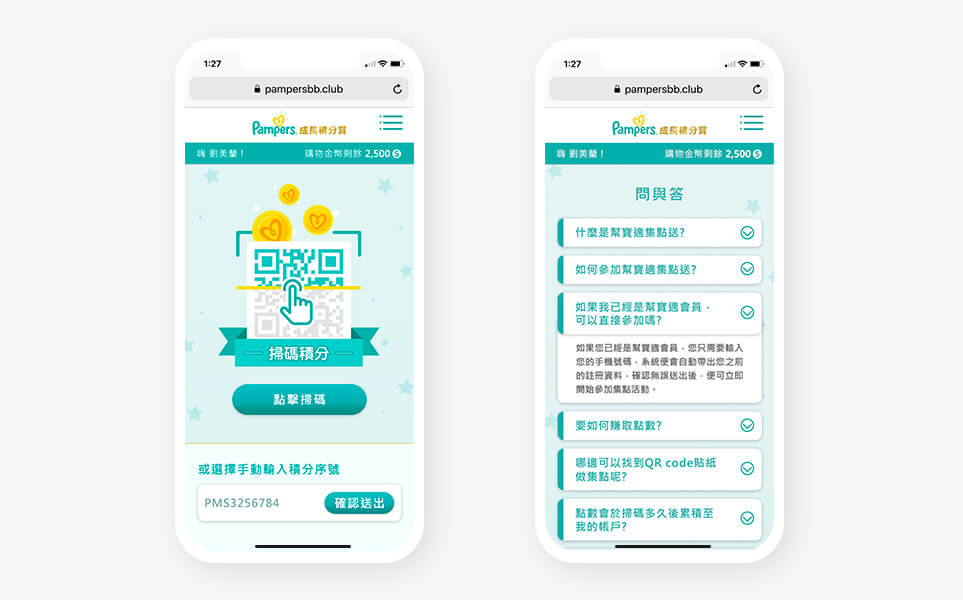 1:27
pampersbb.club
Pampers. 成長積分賞
嗨 劉美蘭！
購物金幣剩餘 2,500 S
掃碼積分
點擊掃碼
或選擇手動輸入積分序號
PMS3256784
確認送出
1:27
pampersbb.club
Pampers. 成長積分賞
嗨 劉美蘭！
購物金幣剩餘 2,500 S
問與答
什麼是幫寶適集點送?
如何參加幫寶適集點送?
如果我已經是幫寶適會員，
可以直接參加嗎?
如果您已經是幫寶適會員，您只需要輸入
您的手機號碼，系統便會自動帶出您之前
的註冊資料，確認無誤送出後，便可立即
開始參加集點活動。
要如何賺取點數?
哪邊可以找到QR code貼紙
做集點呢?
點數會於掃碼多久後累積至
我的帳戶?